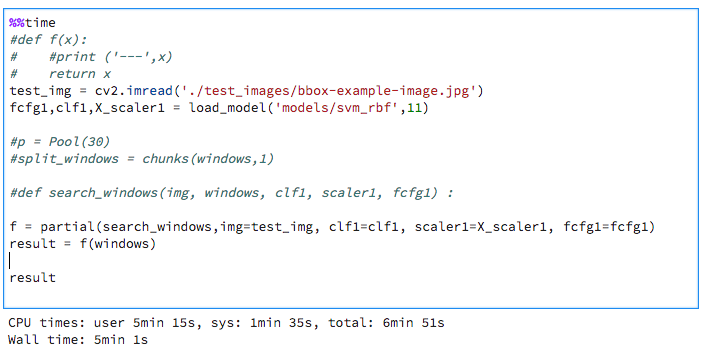 %%time
#def f(x):
#    #print ('---',x)
#    return x
test_img = cv2.imread('./test_images/bbox-example-image.jpg')
fcfg1,clf1,X_scaler1 = load_model('models/svm_rbf',11)
#p = Pool(30)
#split_windows = chunks(windows,1)
#def search_windows(img, windows, clf1, scaler1, fcfg1) :
f = partial(search_windows,img=test_img, clf1=clf1, scaler1=X_scaler1, fcfg1=fcfg1)
result = f(windows)
result
CPU times: user 5min 15s, sys: 1min 35s, total: 6min 51s
Wall time: 5min 1s